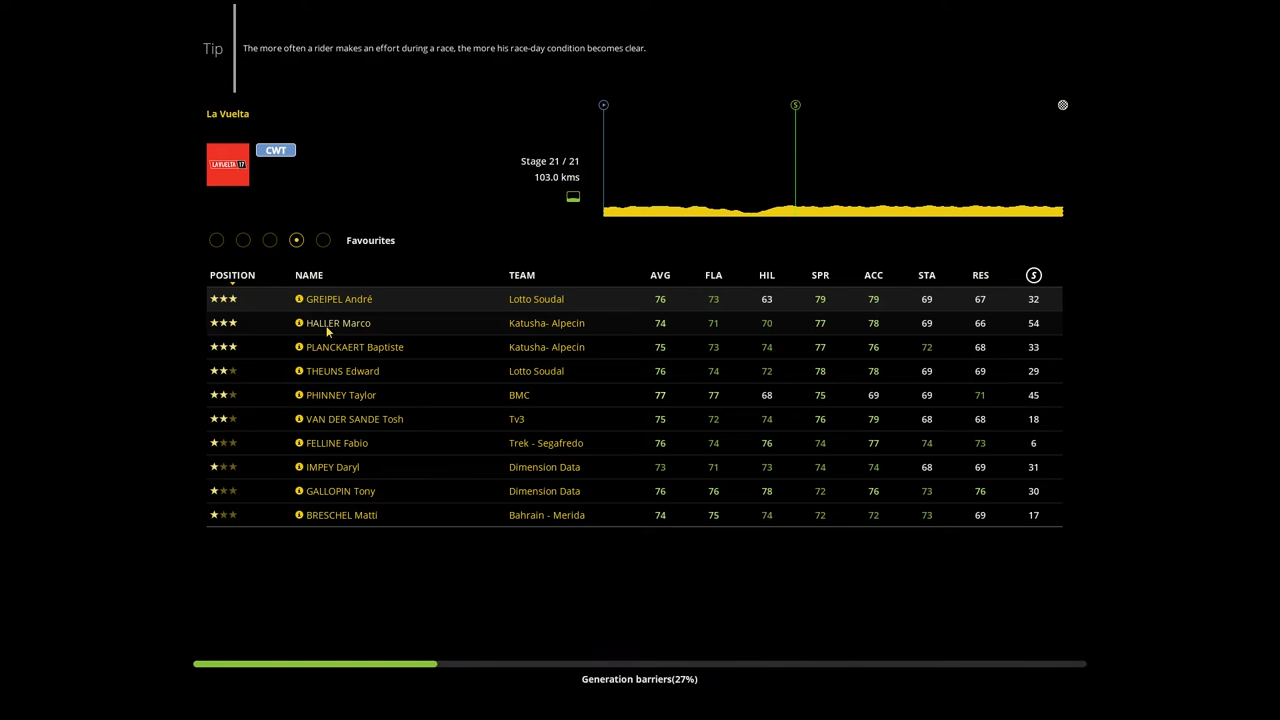 Tip
The more often a rider makes an effort during a race, the more his race-day condition becomes clear.
La Vuelta
LA VUELTA 17
CWT
Stage 21 / 21
103.0 kms
S
Favourites
POSITION NAME TEAM AVG FLA HIL SPR ACC STA RES S
GREIPEL André Lotto Soudal 76 73 63 79 79 69 67 32
HALLER Marco Katusha- Alpecin 74 71 70 77 78 69 66 54
PLANCKAERT Baptiste Katusha- Alpecin 75 73 74 77 76 72 68 33
THEUNS Edward Lotto Soudal 76 74 72 78 78 69 69 29
PHINNEY Taylor BMC 77 77 68 75 69 69 71 45
VAN DER SANDE Tosh Tv3 75 72 74 76 79 68 68 18
FELLINE Fabio Trek - Segafredo 76 74 76 74 77 74 73 6
IMPEY Daryl Dimension Data 73 71 73 74 74 68 69 31
GALLOPIN Tony Dimension Data 76 76 78 72 76 73 76 30
BRESCHEL Matti Bahrain - Merida 74 75 74 72 72 73 69 17
Generation barriers(27%)